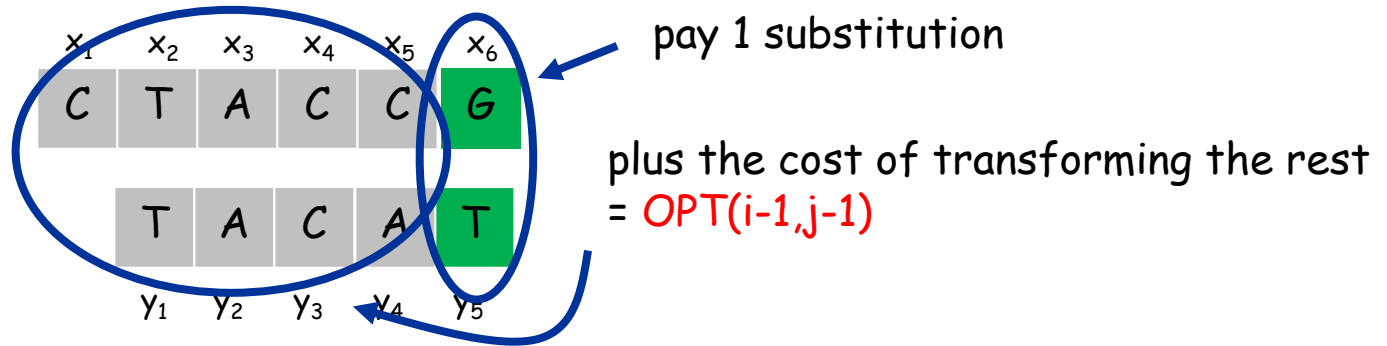 x₁ x₂ x₃ x₄ x₅ x₆
pay 1 substitution
C T A C C G
plus the cost of transforming the rest
= OPT(i-1,j-1)
T A C A T
y₁ y₂ y₃ y₄ y₅